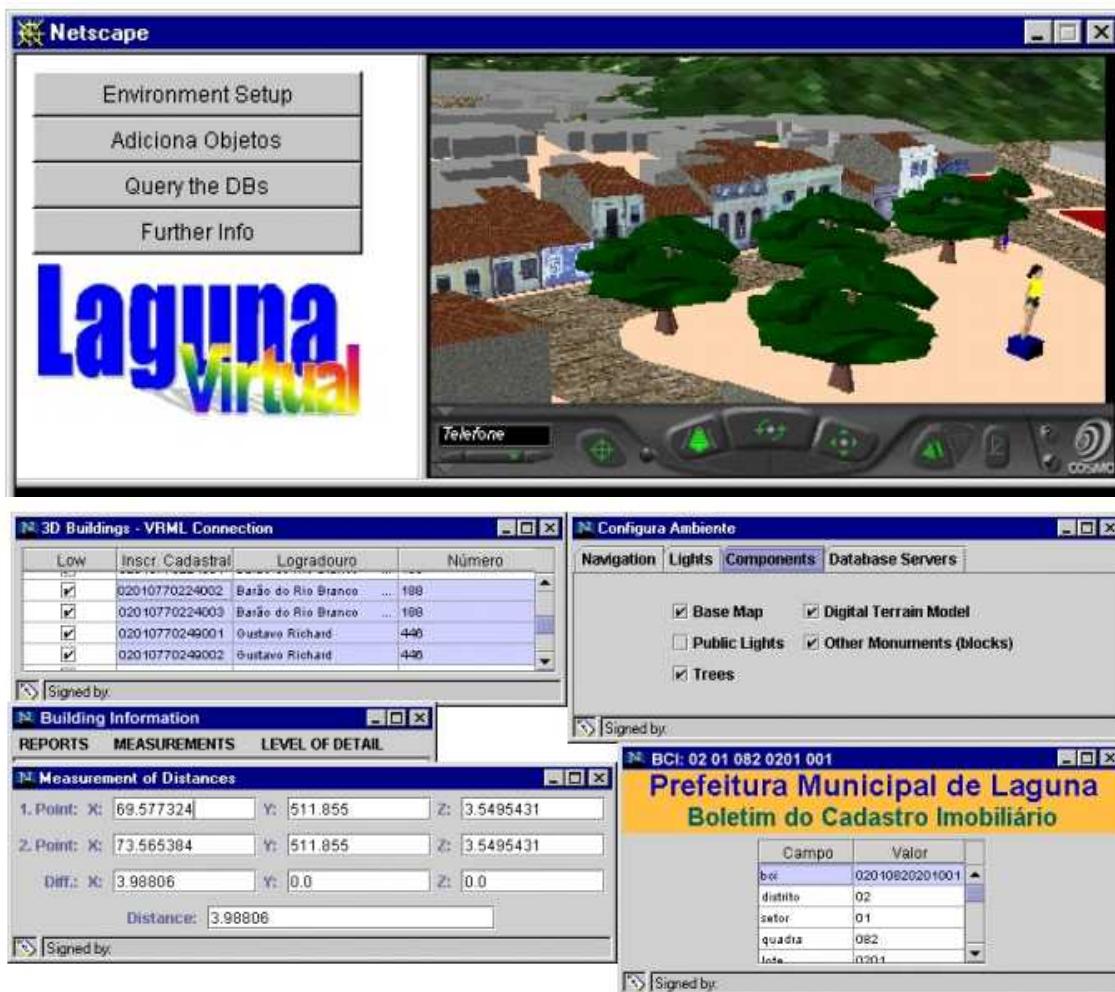 Netscape
Environment Setup
Adiciona Objetos
Query the DBs
Further Info
Laguna
Virtual
Telefone
COSMO
3D Buildings - VRML Connection
Low Inscr. Cadastral Logradouro Número
02010770224002 Barão do Rio Branco ... 188
02010770224003 Barão do Rio Branco ... 188
02010770249001 Gustavo Richard 446
02010770249002 Gustavo Richard 446
Signed by:
Configura Ambiente
Navigation Lights Components Database Servers
Base Map Digital Terrain Model
Public Lights Other Monuments (blocks)
Trees
Signed by:
Building Information
REPORTS MEASUREMENTS LEVEL OF DETAIL
Measurement of Distances
1. Point: X: 69.577324 Y: 511.855 Z: 3.5495431
2. Point: X: 73.565384 Y: 511.855 Z: 3.5495431
Diff.: X: 3.98806 Y: 0.0 Z: 0.0
Distance: 3.98806
Signed by:
BCI: 02 01 082 0201 001
Prefeitura Municipal de Laguna
Boletim do Cadastro Imobiliário
Campo Valor
bci 02010820201001
distrito 02
setor 01
quadra 082
lote 0201
Signed by: